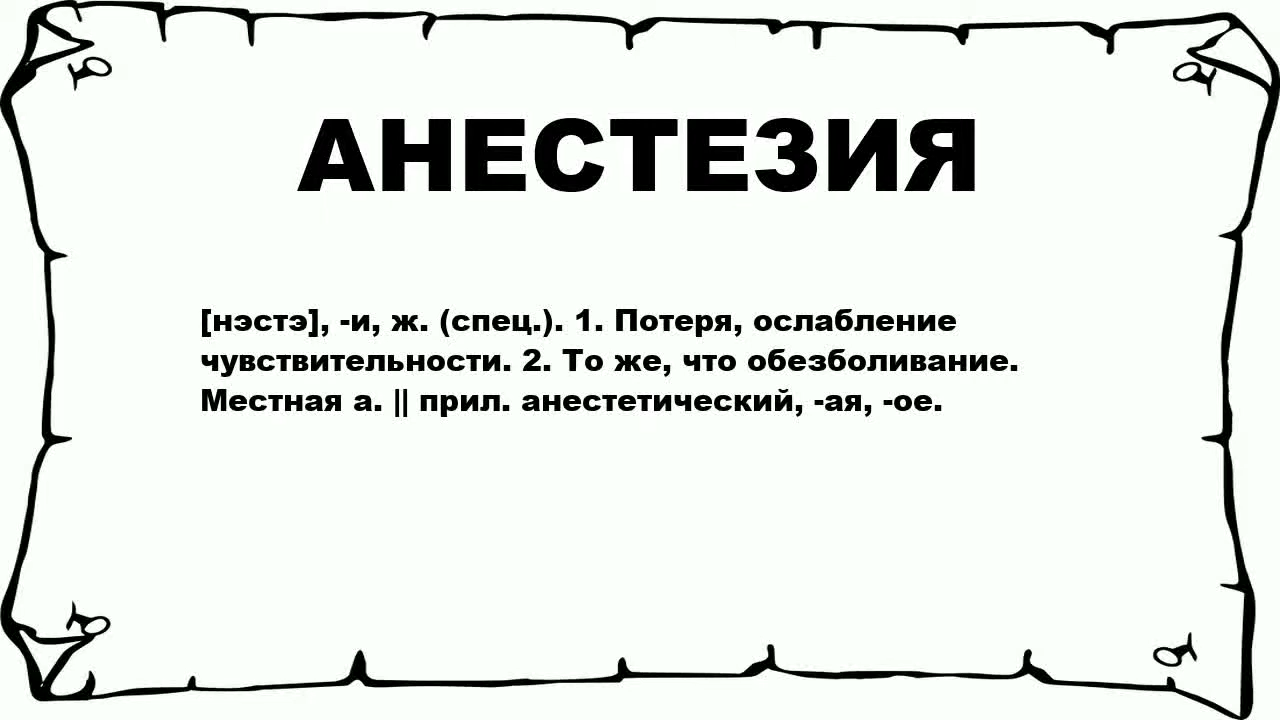 АНЕСТЕЗИЯ
[нэстэ], -и, ж. (спец.). 1. Потеря, ослабление
чувствительности. 2. То же, что обезболивание.
Местная а. || прил. анестетический, -ая, -ое.